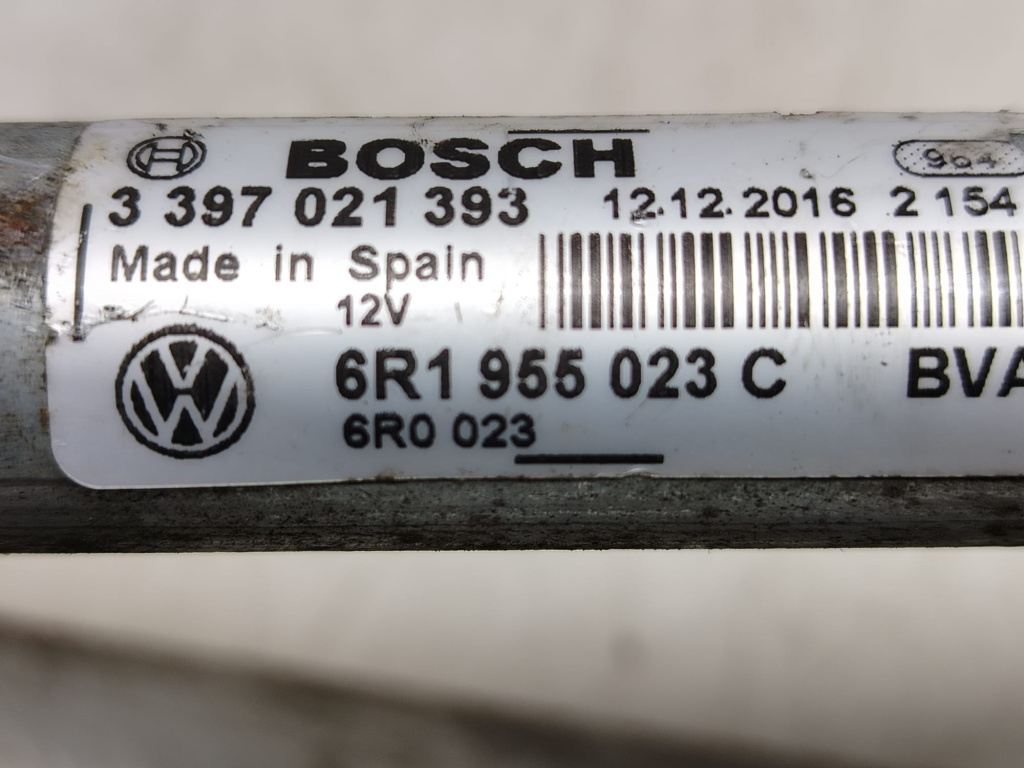 BOSCH
3 397 021 393 12.12.2016 2 154
Made in Spain
12V
6R1 955 023 C BVA
6R0 023